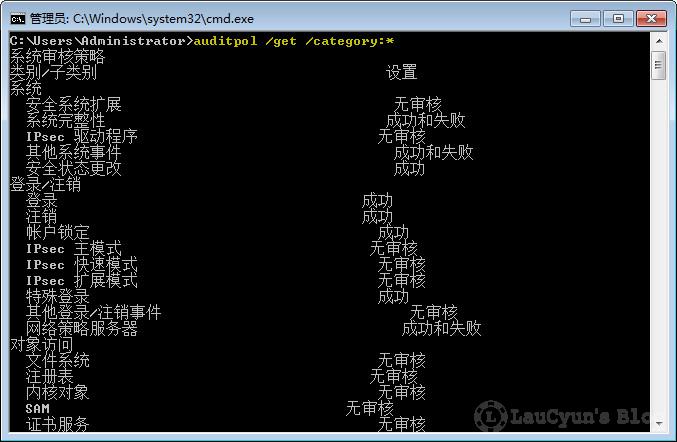 管理员: C:\Windows\system32\cmd.exe
C:\Users\Administrator>auditpol /get /category:*
系统审核策略
类别/子类别 设置
系统
安全系统扩展 无审核
系统完整性 成功和失败
IPsec 驱动程序 无审核
其他系统事件 成功和失败
安全状态更改 成功
登录/注销
登录 成功
注销 成功
帐户锁定 成功
IPsec 主模式 无审核
IPsec 快速模式 无审核
IPsec 扩展模式 无审核
特殊登录 成功
其他登录/注销事件 无审核
网络策略服务器 成功和失败
对象访问
文件系统 无审核
注册表 无审核
内核对象 无审核
SAM 无审核
证书服务 无审核
LauCyun's Blog